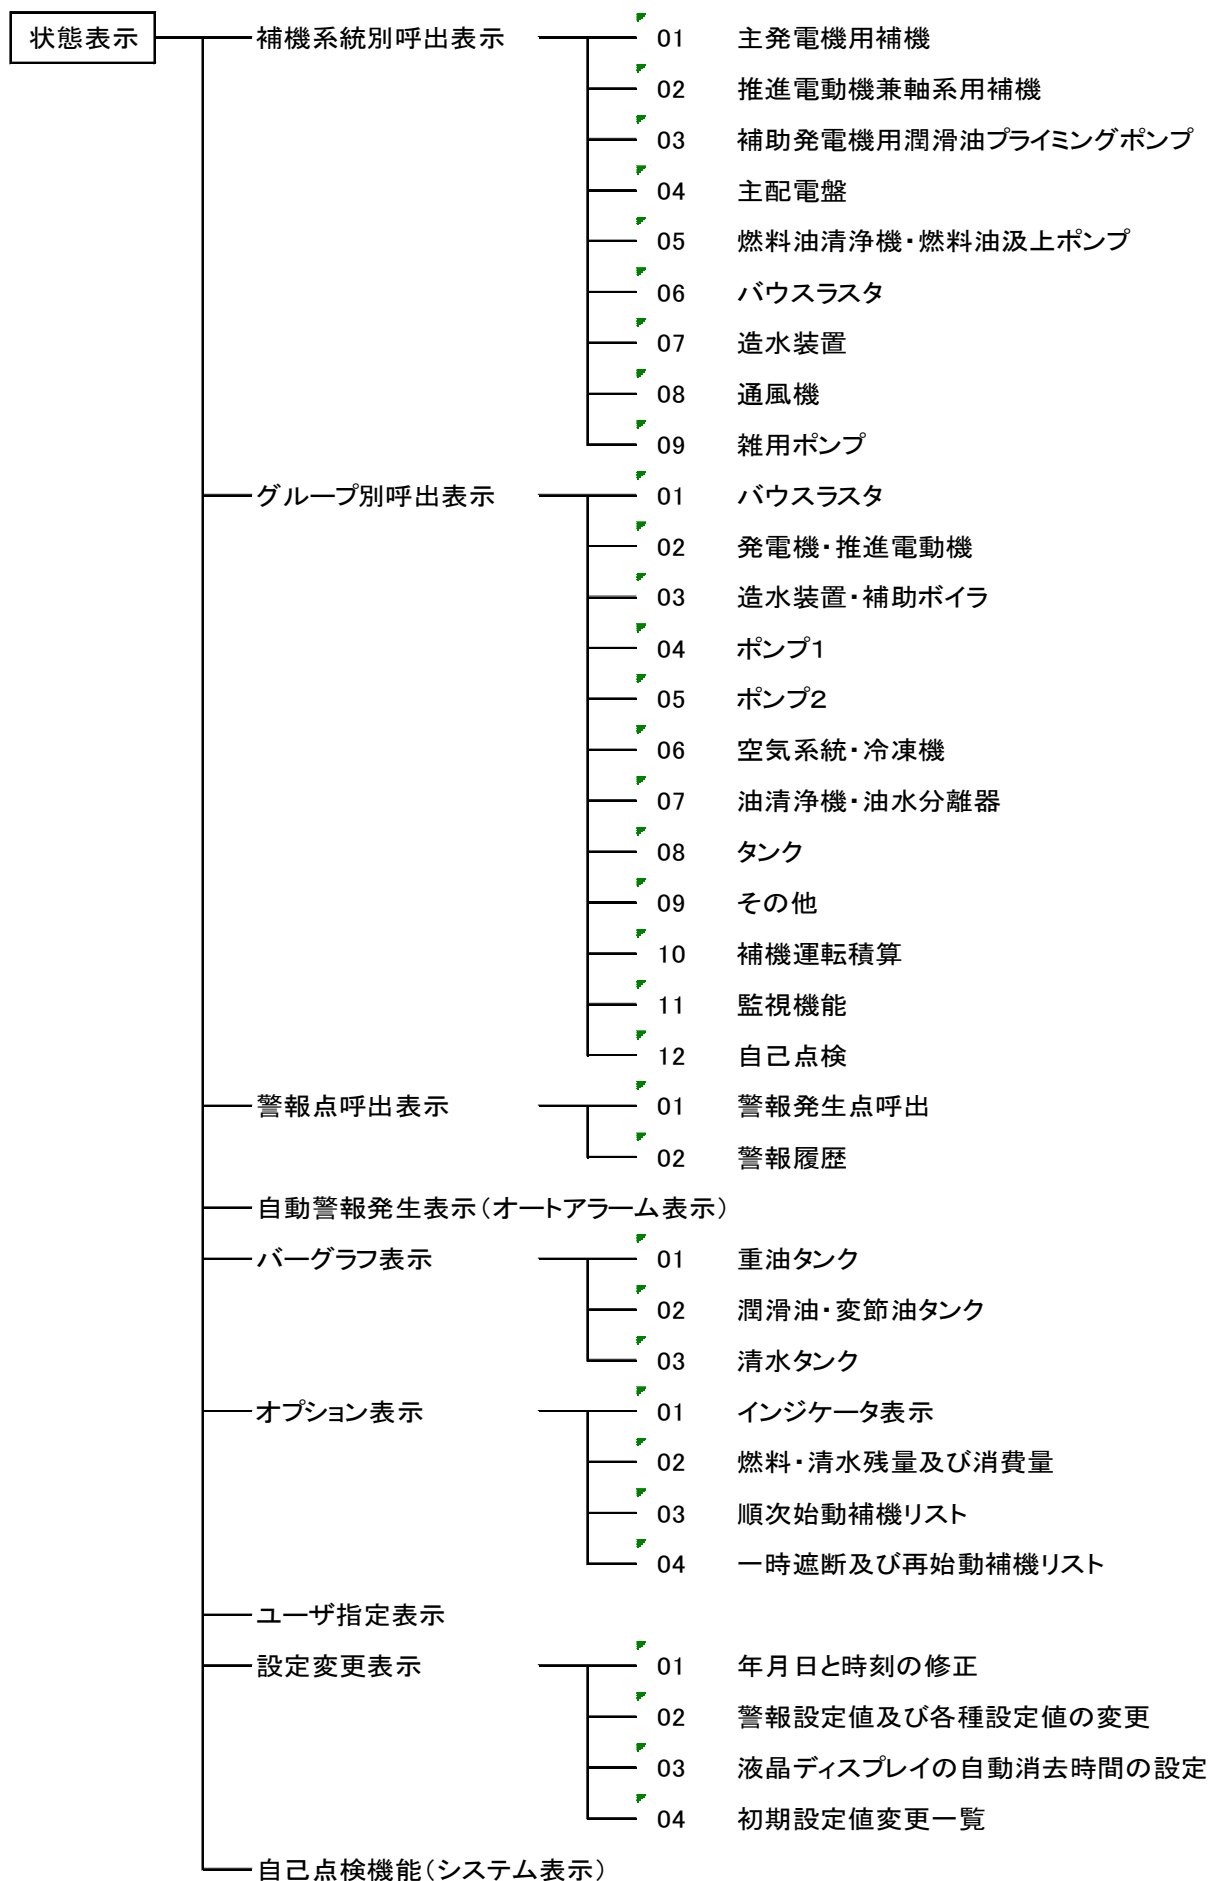 状態表示 補機系統別呼出表示 01 主発電機用補機
02 推進電動機兼軸系用補機
03 補助発電機用潤滑油プライミングポンプ
04 主配電盤
05 燃料油清浄機・燃料油汲上ポンプ
06 バウスラスタ
07 造水装置
08 通風機
09 雑用ポンプ
グループ別呼出表示 01 バウスラスタ
02 発電機・推進電動機
03 造水装置・補助ボイラ
04 ポンプ1
05 ポンプ2
06 空気系統・冷凍機
07 油清浄機・油水分離器
08 タンク
09 その他
10 補機運転積算
11 監視機能
12 自己点検
警報点呼出表示 01 警報発生点呼出
02 警報履歴
自動警報発生表示(オートアラーム表示)
バーグラフ表示 01 重油タンク
02 潤滑油・変節油タンク
03 清水タンク
オプション表示 01 インジケータ表示
02 燃料・清水残量及び消費量
03 順次始動補機リスト
04 一時遮断及び再始動補機リスト
ユーザ指定表示
設定変更表示 01 年月日と時刻の修正
02 警報設定値及び各種設定値の変更
03 液晶ディスプレイの自動消去時間の設定
04 初期設定値変更一覧
自己点検機能(システム表示)